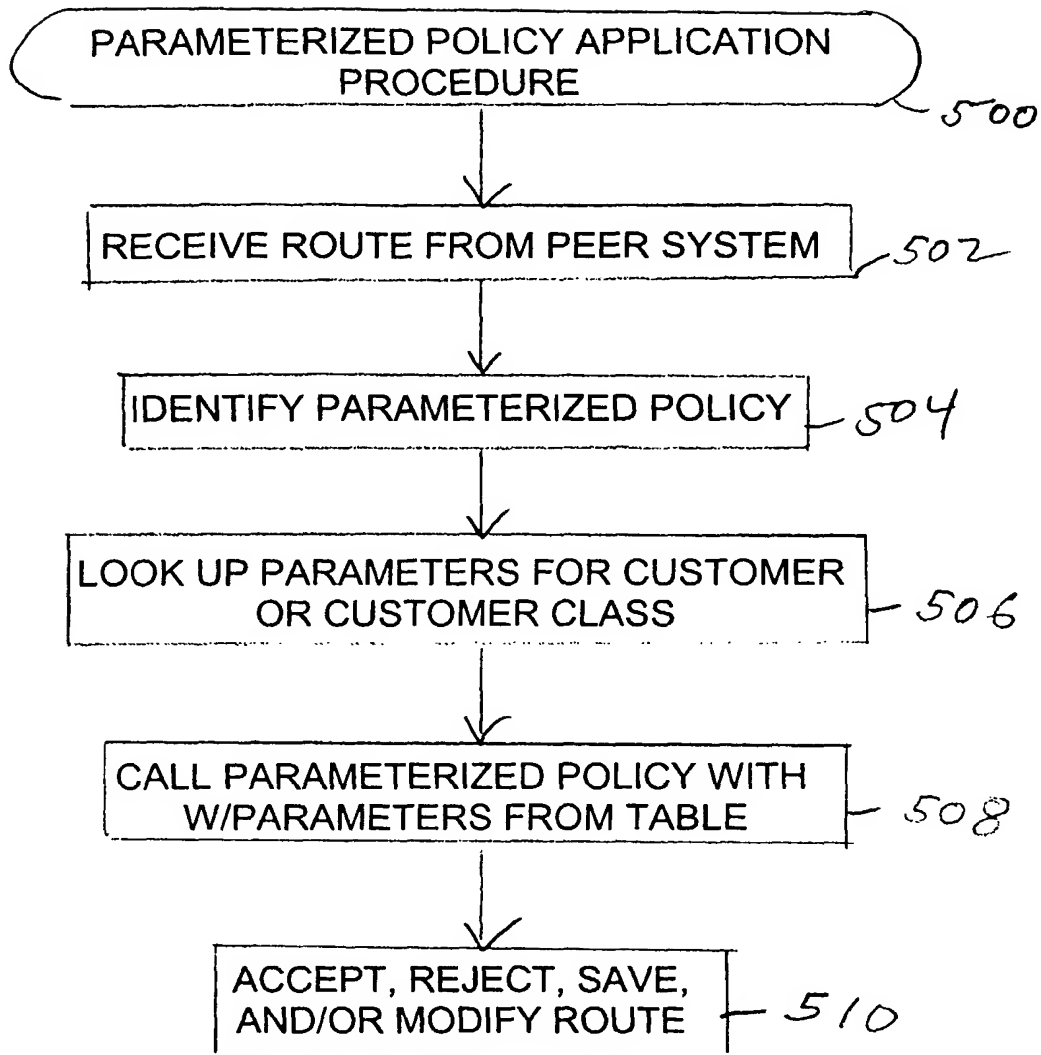 PARAMETERIZED POLICY APPLICATION
PROCEDURE
500
RECEIVE ROUTE FROM PEER SYSTEM
502
IDENTIFY PARAMETERIZED POLICY
504
LOOK UP PARAMETERS FOR CUSTOMER
OR CUSTOMER CLASS
506
CALL PARAMETERIZED POLICY WITH
W/PARAMETERS FROM TABLE
508
ACCEPT, REJECT, SAVE,
AND/OR MODIFY ROUTE
510